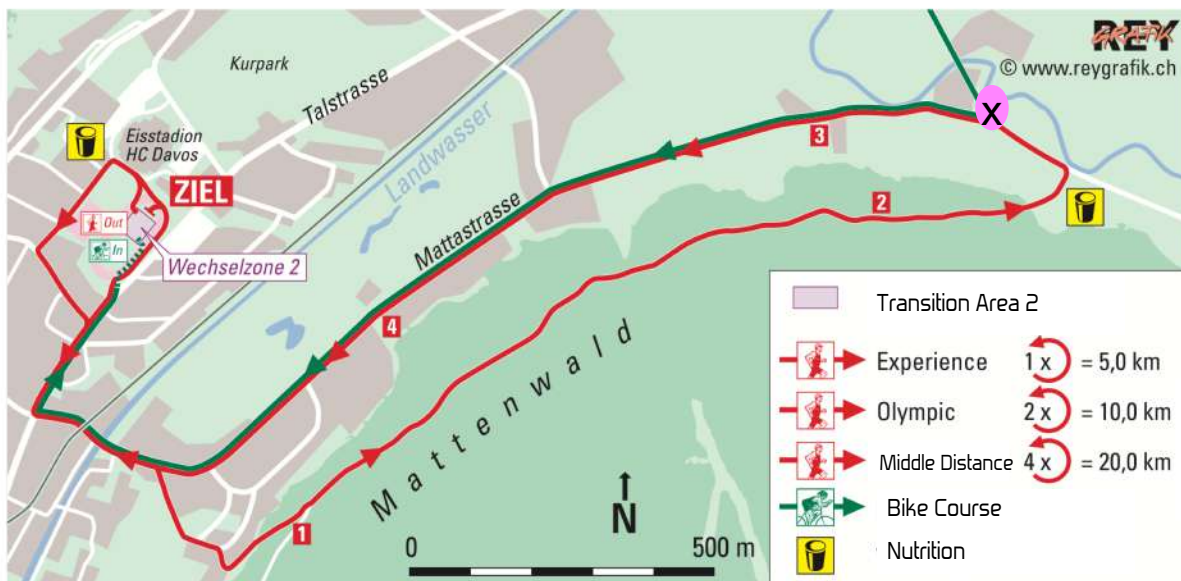 REY
GRAFIK
© www.reygrafik.ch
Kurpark
Talstrasse
Eisstadion
HC Davos
ZIEL
Landwasser
X
3
2
Out
In
Mattastrasse
Wechselzone 2
4
Mattenwald
1
N
0 500 m
Transition Area 2
Experience 1 x = 5,0 km
Olympic 2 x = 10,0 km
Middle Distance 4 x = 20,0 km
Bike Course
Nutrition